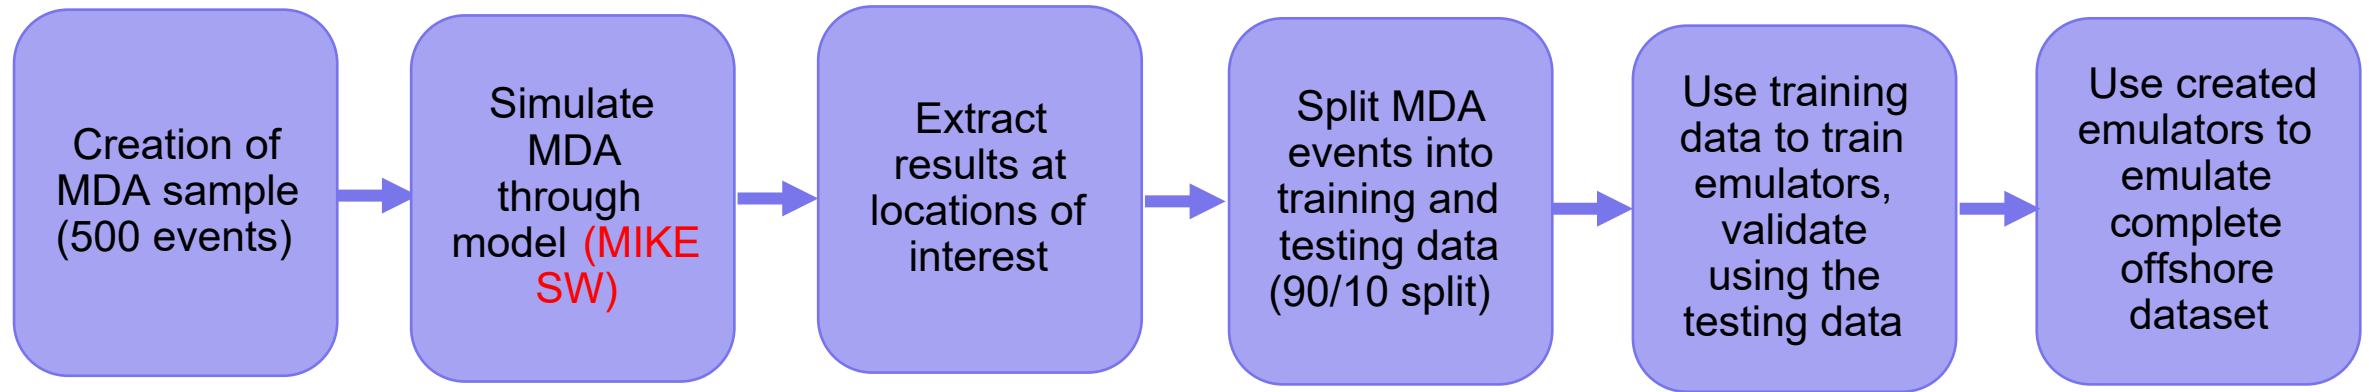 Creation of
MDA sample
(500 events)
Simulate
MDA
through
model (MIKE
SW)
Extract
results at
locations of
interest
Split MDA
events into
training and
testing data
(90/10 split)
Use training
data to train
emulators,
validate
using the
testing data
Use created
emulators to
emulate
complete
offshore
dataset